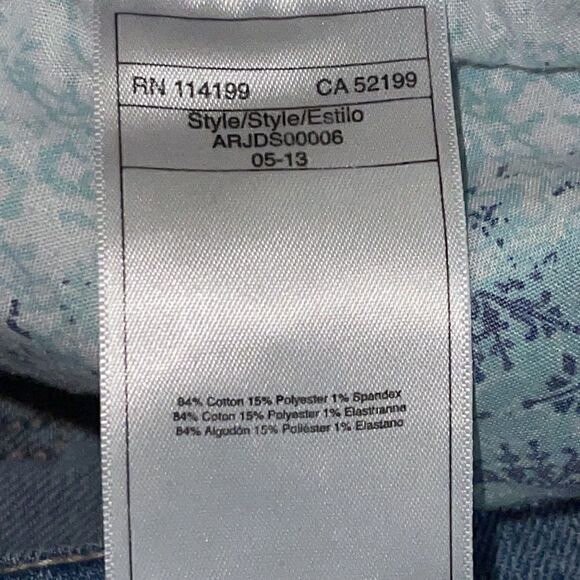 RN 114199 CA 52199
Style/Style/Estilo
ARJDS00006
05-13
84% Cotton 15% Polyester 1% Spandex
84% Coton 15% Polyester 1% Elasthanne
84% Algodón 15% Poliéster 1% Elastano